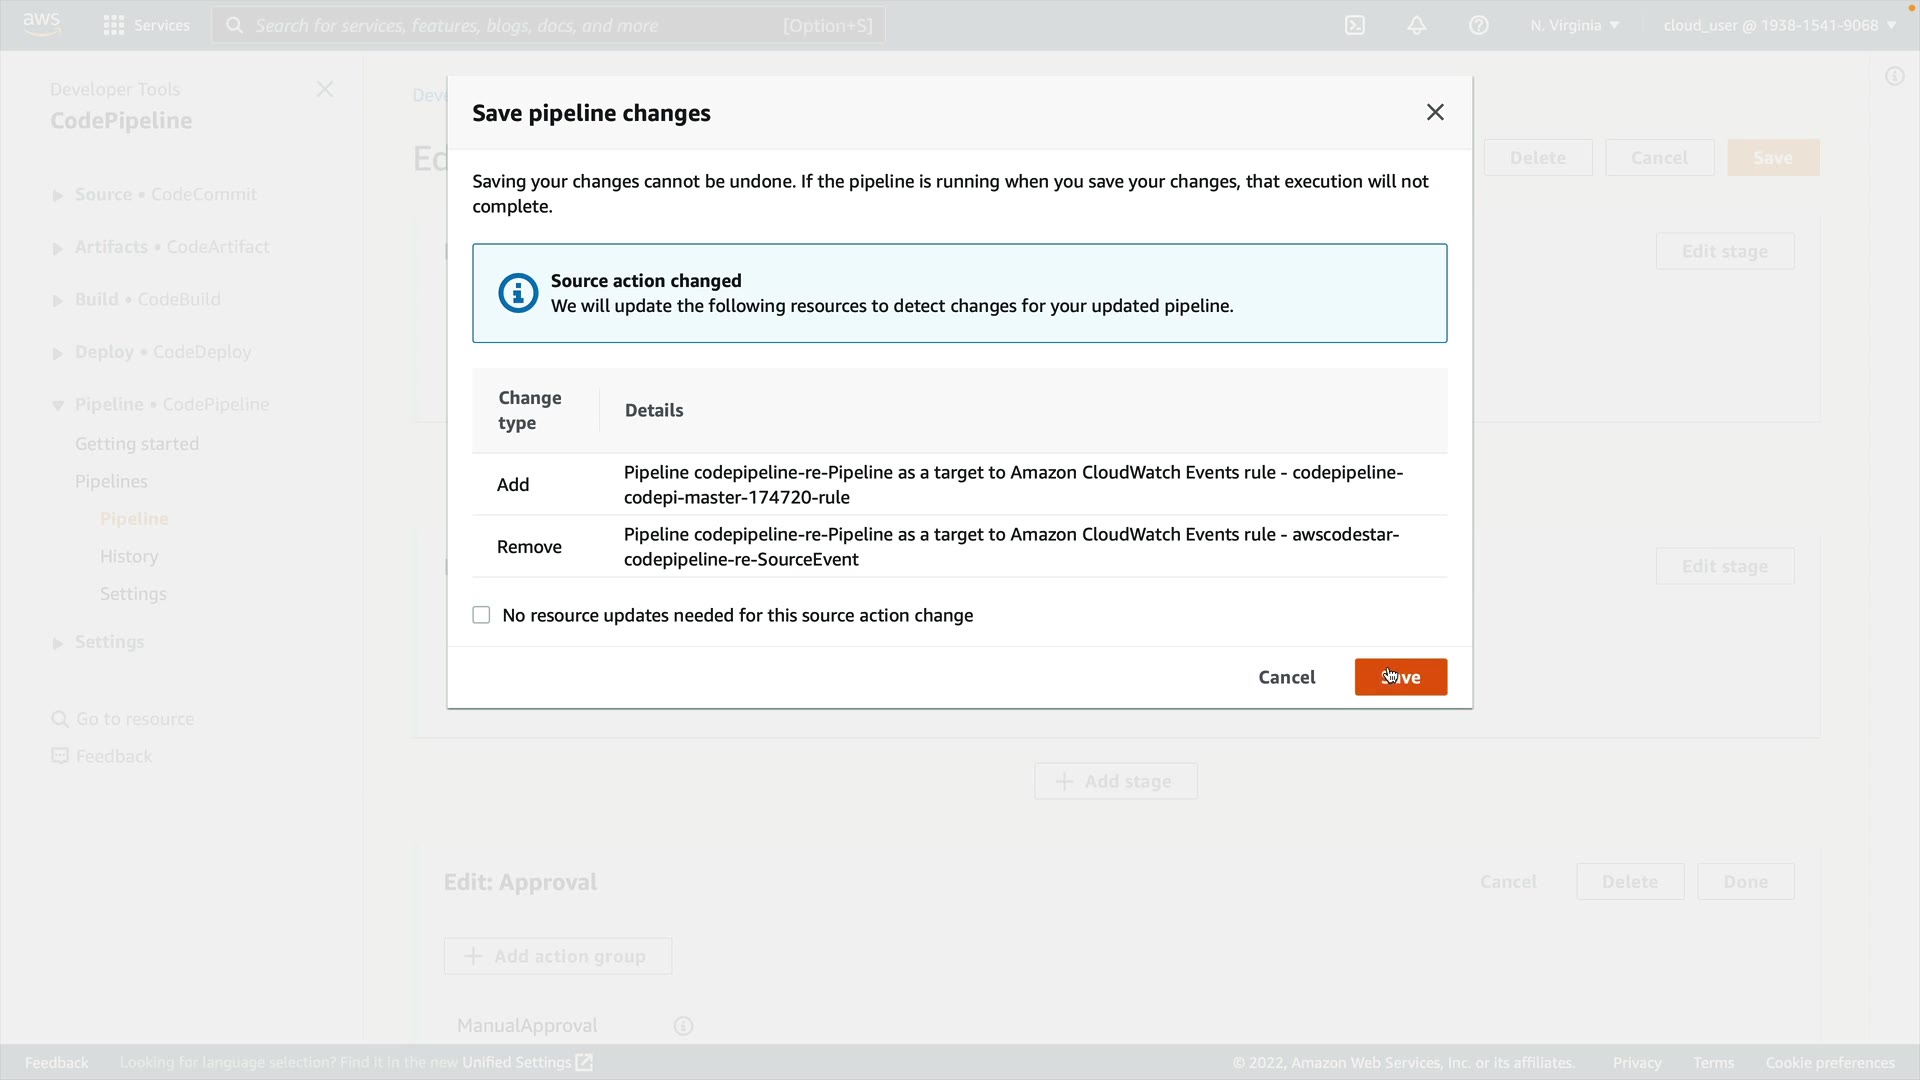 aws
Services
Search for services, features, blogs, docs, and more
[Option+S]
N. Virginia
cloud_user @ 1938-1541-9068
Developer Tools
CodePipeline
Source • CodeCommit
Artifacts • CodeArtifact
Build • CodeBuild
Deploy • CodeDeploy
Pipeline • CodePipeline
Getting started
Pipelines
Pipeline
History
Settings
Settings
Go to resource
Feedback
Delete
Cancel
Save
Edit stage
Edit stage
Save pipeline changes
Saving your changes cannot be undone. If the pipeline is running when you save your changes, that execution will not
complete.
Source action changed
We will update the following resources to detect changes for your updated pipeline.
Change
type
Details
Add
Pipeline codepipeline-re-Pipeline as a target to Amazon CloudWatch Events rule - codepipeline-
codepi-master-174720-rule
Remove
Pipeline codepipeline-re-Pipeline as a target to Amazon CloudWatch Events rule - awscodestar-
codepipeline-re-SourceEvent
No resource updates needed for this source action change
Cancel
Save
Add stage
Edit: Approval
Cancel
Delete
Done
Add action group
ManualApproval
Feedback
Looking for language selection? Find it in the new Unified Settings
© 2022, Amazon Web Services, Inc. or its affiliates.
Privacy
Terms
Cookie preferences